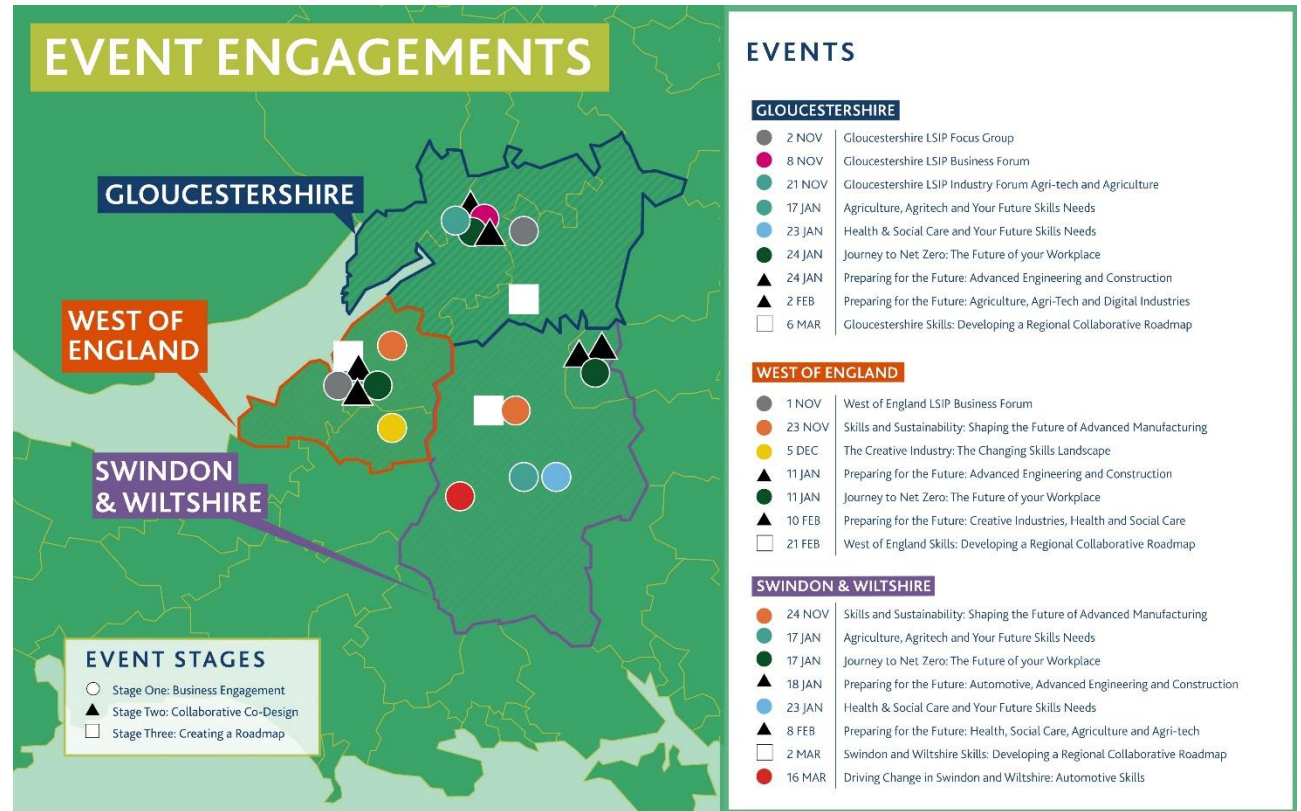 EVENT ENGAGEMENTS
GLOUCESTERSHIRE
WEST OF
ENGLAND
SWINDON
& WILTSHIRE
EVENT STAGES
Stage One: Business Engagement
Stage Two: Collaborative Co-Design
Stage Three: Creating a Roadmap
EVENTS
GLOUCESTERSHIRE
2 NOV Gloucestershire LSIP Focus Group
8 NOV Gloucestershire LSIP Business Forum
21 NOV Gloucestershire LSIP Industry Forum Agri-tech and Agriculture
17 JAN Agriculture, Agritech and Your Future Skills Needs
23 JAN Health & Social Care and Your Future Skills Needs
24 JAN Journey to Net Zero: The Future of your Workplace
24 JAN Preparing for the Future: Advanced Engineering and Construction
2 FEB Preparing for the Future: Agriculture, Agri-Tech and Digital Industries
6 MAR Gloucestershire Skills: Developing a Regional Collaborative Roadmap
WEST OF ENGLAND
1 NOV West of England LSIP Business Forum
23 NOV Skills and Sustainability: Shaping the Future of Advanced Manufacturing
5 DEC The Creative Industry: The Changing Skills Landscape
11 JAN Preparing for the Future: Advanced Engineering and Construction
11 JAN Journey to Net Zero: The Future of your Workplace
10 FEB Preparing for the Future: Creative Industries, Health and Social Care
21 FEB West of England Skills: Developing a Regional Collaborative Roadmap
SWINDON & WILTSHIRE
24 NOV Skills and Sustainability: Shaping the Future of Advanced Manufacturing
17 JAN Agriculture, Agritech and Your Future Skills Needs
17 JAN Journey to Net Zero: The Future of your Workplace
18 JAN Preparing for the Future: Automotive, Advanced Engineering and Construction
23 JAN Health & Social Care and Your Future Skills Needs
8 FEB Preparing for the Future: Health, Social Care, Agriculture and Agri-tech
2 MAR Swindon and Wiltshire Skills: Developing a Regional Collaborative Roadmap
16 MAR Driving Change in Swindon and Wiltshire: Automotive Skills